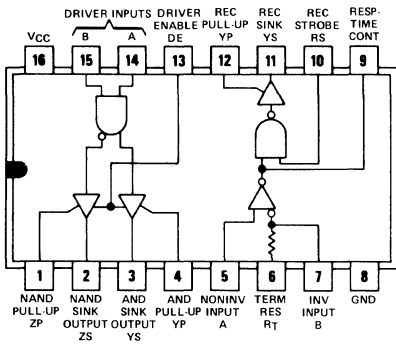 DRIVER INPUTS
DRIVER
ENABLE
DE
REC
PULL-UP
YP
REC
SINK
YS
REC
STROBE
RS
RESP-
TIME
CONT
VCC
B
A
16
15
14
13
12
11
10
9
1
2
3
4
5
6
7
8
NAND
PULL-UP
ZP
NAND
SINK
OUTPUT
ZS
AND
SINK
OUTPUT
YS
AND
PULL-UP
YP
NONINV
INPUT
A
TERM
RES
RT
INV
INPUT
B
GND